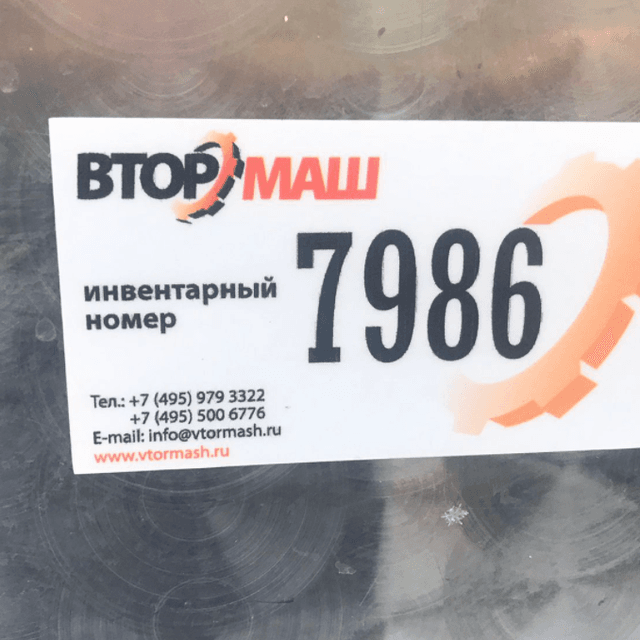 ВТОРМАШ
инвентарный
номер
7986
Тел.: +7 (495) 979 3322
+7 (495) 500 6776
E-mail: info@vtormash.ru
www.vtormash.ru